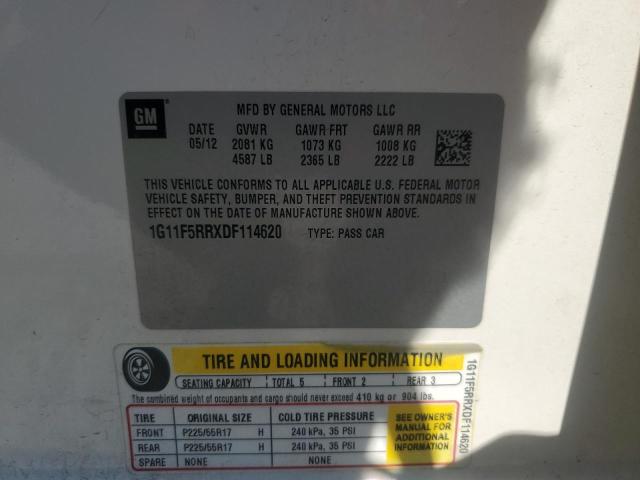 GM
MFD BY GENERAL MOTORS LLC
DATE GVWR GAWR FRT GAWR RR
05/12 2081 KG 1073 KG 1008 KG
4587 LB 2365 LB 2222 LB
THIS VEHICLE CONFORMS TO ALL APPLICABLE U.S. FEDERAL MOTOR
VEHICLE SAFETY, BUMPER, AND THEFT PREVENTION STANDARDS IN
EFFECT ON THE DATE OF MANUFACTURE SHOWN ABOVE.
1G11F5RRXDF114620 TYPE: PASS CAR
TIRE AND LOADING INFORMATION
SEATING CAPACITY TOTAL 5 FRONT 2 REAR 3
The combined weight of occupants and cargo should never exceed 410 kg or 904 lbs.
TIRE ORIGINAL SIZE COLD TIRE PRESSURE
FRONT P225/55R17 H 240 kPa, 35 PSI
REAR P225/55R17 H 240 kPa, 35 PSI
SPARE NONE NONE
SEE OWNER'S
MANUAL FOR
ADDITIONAL
INFORMATION
1G11F5RRXDF114620